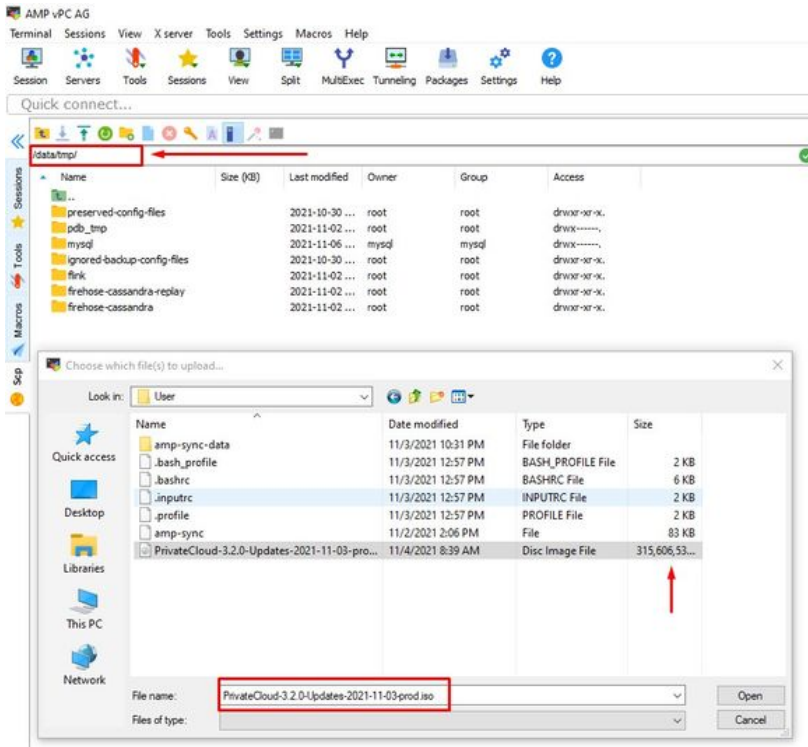 AMP vPC AG
Terminal Sessions View X server Tools Settings Macros Help
Session Servers Tools Sessions View Split MultiExec Tunneling Packages Settings Help
Quick connect...
/data/tmp/
Name Size (KB) Last modified Owner Group Access
..
preserved-config-files 2021-10-30 ... root root drwxr-xr-x.
pdb_tmp 2021-11-02 ... root root drwx------.
mysql 2021-11-06 ... mysql mysql drwx------.
ignored-backup-config-files 2021-10-30 ... root root drwxr-xr-x.
flink 2021-11-02 ... root root drwxr-xr-x.
firehose-cassandra-replay 2021-11-02 ... root root drwxr-xr-x.
firehose-cassandra 2021-11-02 ... root root drwxr-xr-x.
Sessions
Tools
Macros
Scp
Choose which file(s) to upload...
Look in: User
Name Date modified Type Size
amp-sync-data 11/3/2021 10:31 PM File folder
.bash_profile 11/3/2021 12:57 PM BASH_PROFILE File 2 KB
.bashrc 11/3/2021 12:57 PM BASHRC File 6 KB
.inputrc 11/3/2021 12:57 PM INPUTRC File 2 KB
.profile 11/3/2021 12:57 PM PROFILE File 2 KB
amp-sync 11/2/2021 2:06 PM File 83 KB
PrivateCloud-3.2.0-Updates-2021-11-03-pro... 11/4/2021 8:39 AM Disc Image File 315,606,53...
Quick access
Desktop
Libraries
This PC
Network
File name: PrivateCloud-3.2.0-Updates-2021-11-03-prod.iso Open
Files of type: Cancel